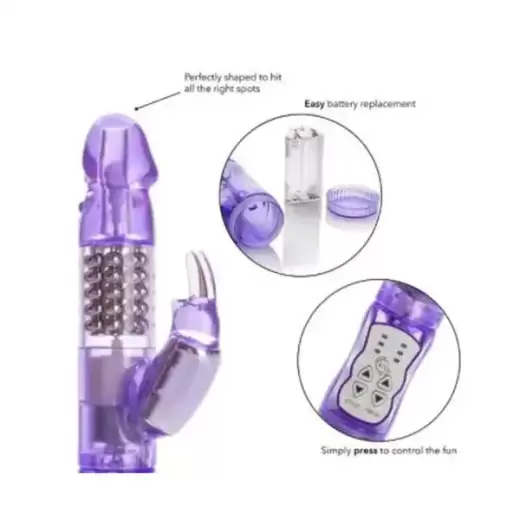 Perfectly shaped to hit
all the right spots
Easy battery replacement
Simply press to control the fun